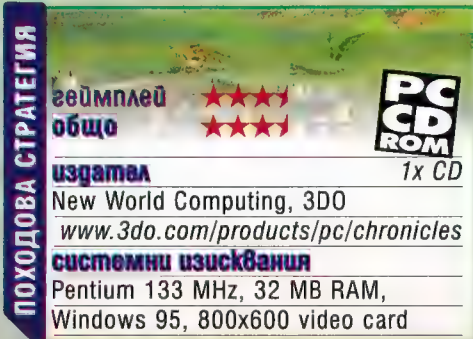 ПОХОДОВА СТРАТЕГИЯ
геймплей
общо
PC
CD
ROM
издател
1x CD
New World Computing, 3DO
www.3do.com/products/pc/chronicles
системни изисквания
Pentium 133 MHz, 32 MB RAM,
Windows 95, 800x600 video card